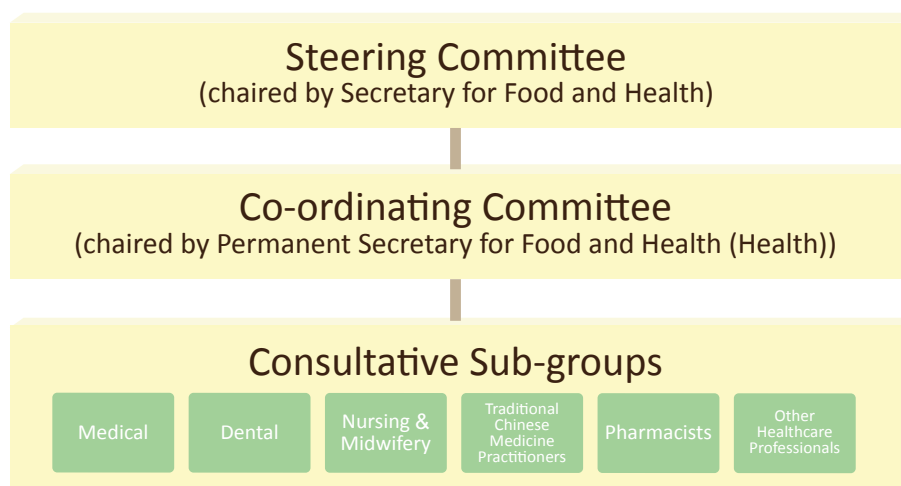 Steering Committee
(chaired by Secretary for Food and Health)
Co-ordinating Committee
(chaired by Permanent Secretary for Food and Health (Health))
Consultative Sub-groups
Medical
Dental
Nursing &
Midwifery
Traditional
Chinese
Medicine
Practitioners
Pharmacists
Other
Healthcare
Professionals